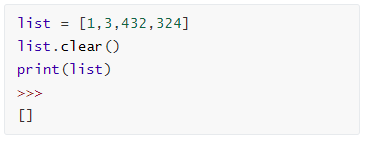 list = [1,3,432,324]
list.clear()
print(list)
>>>
[]